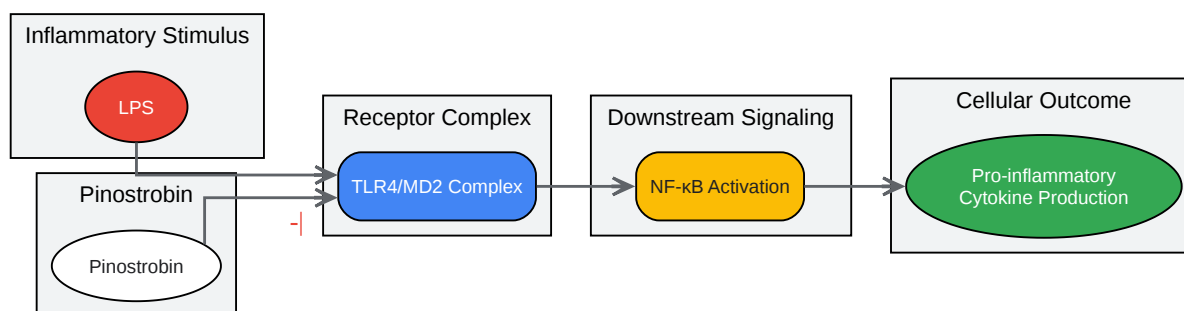 Inflammatory Stimulus
LPS
Pinostrobin
Pinostrobin
-|
Receptor Complex
TLR4/MD2 Complex
Downstream Signaling
NF-κB Activation
Cellular Outcome
Pro-inflammatory
Cytokine Production